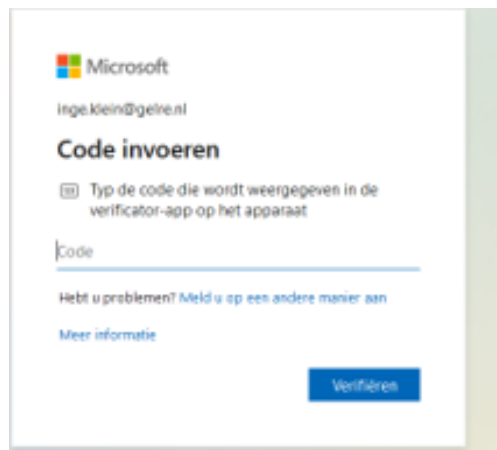 Microsoft
inge.klein@gelre.nl
Code invoeren
Typ de code die wordt weergegeven in de
verificator-app op het apparaat
Code
Hebt u problemen? Meld u op een andere manier aan
Meer informatie
Verifiëren